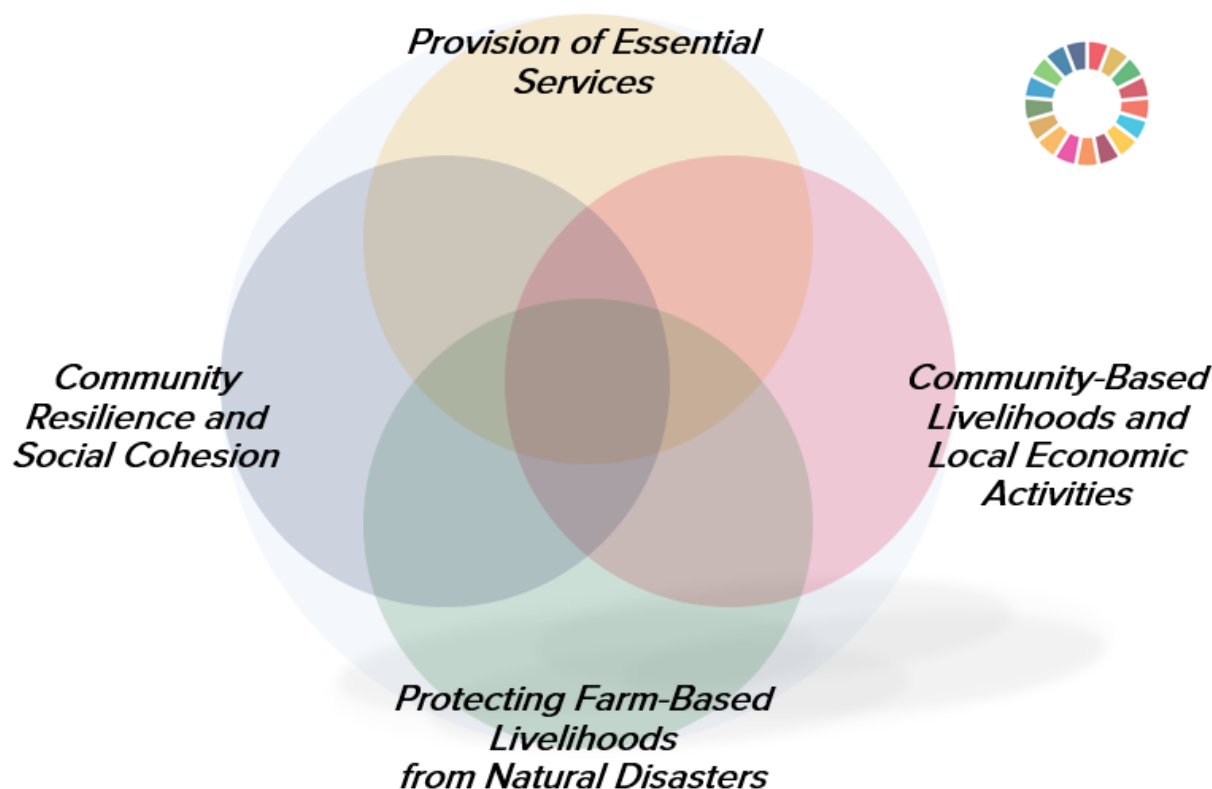 Provision of Essential
Services
Community
Resilience and
Social Cohesion
Community-Based
Livelihoods and
Local Economic
Activities
Protecting Farm-Based
Livelihoods
from Natural Disasters